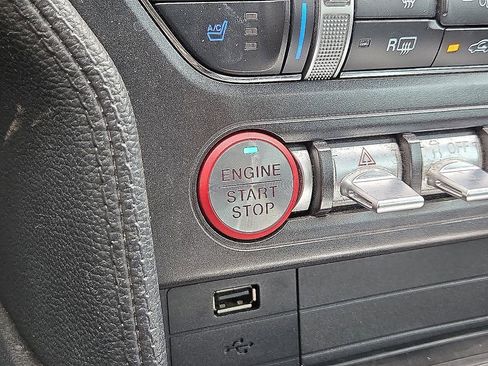 A/C
R
ENGINE
START
STOP
OFF